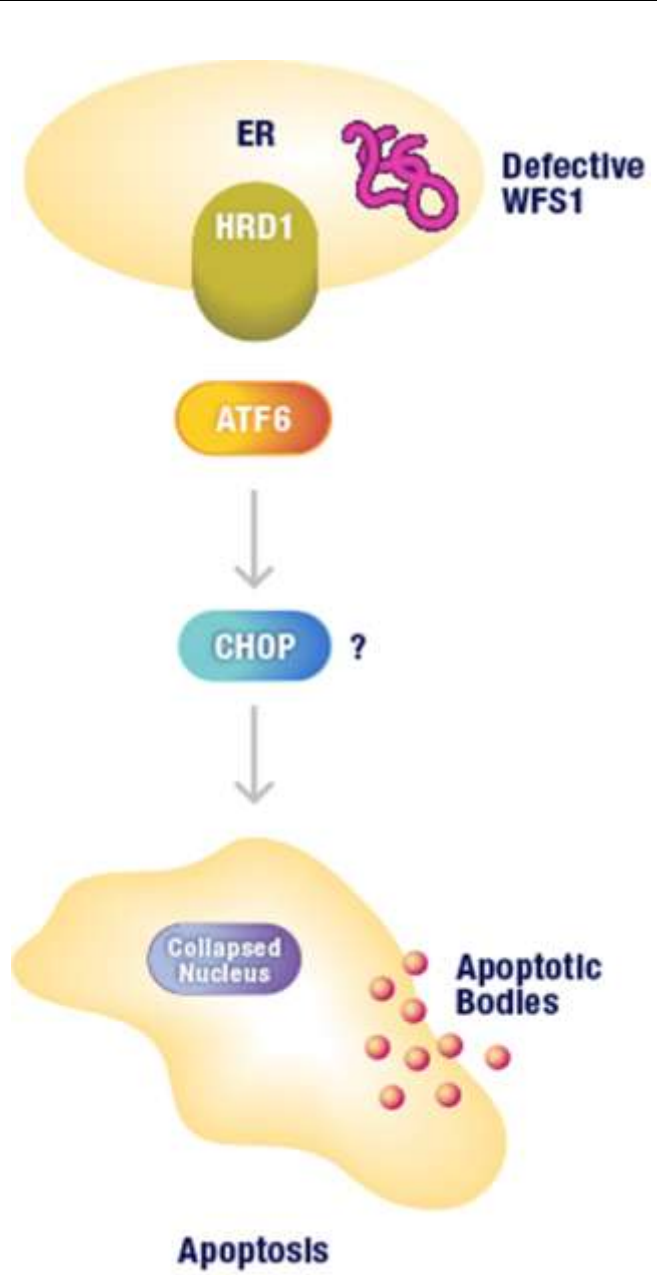 ER
Defective
WFS1
HRD1
ATF6
CHOP ?
Collapsed
Nucleus
Apoptotic
Bodies
Apoptosis